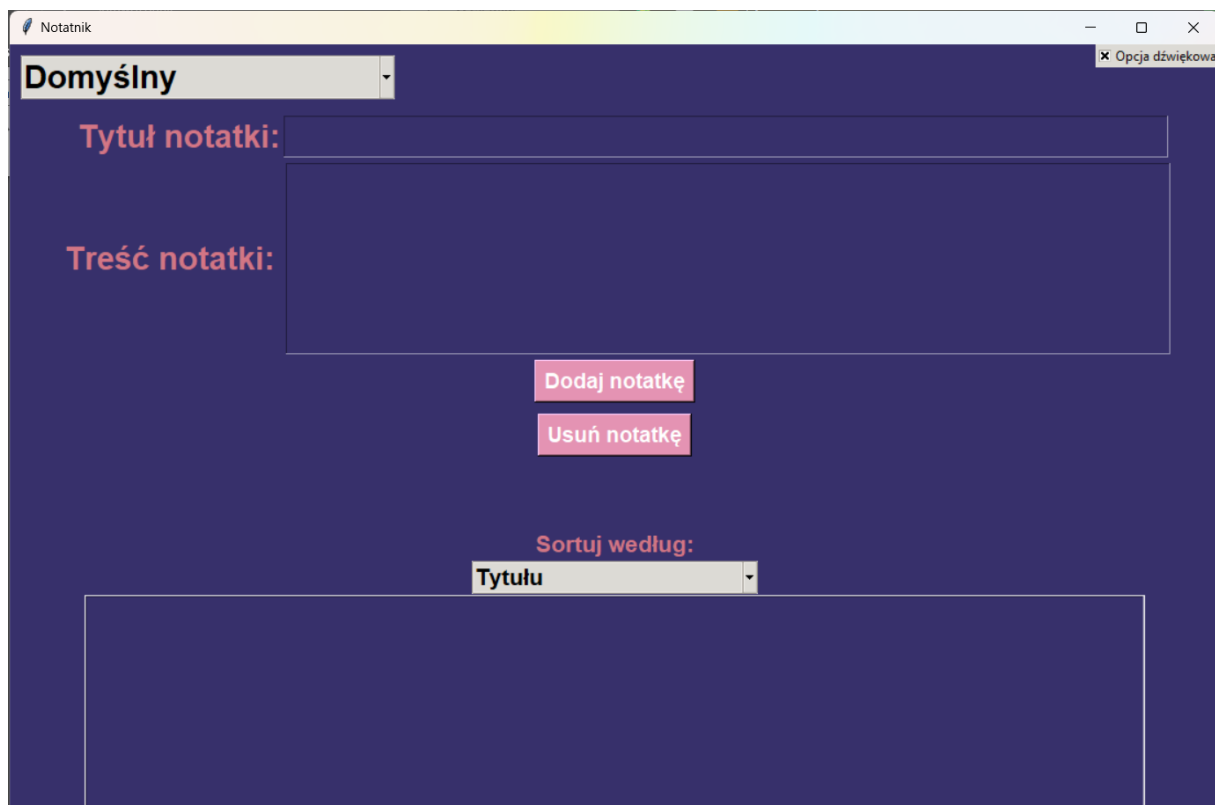 Notatnik
Opcja dźwiękowa
Domyślny
Tytuł notatki:
Treść notatki:
Dodaj notatkę
Usuń notatkę
Sortuj według:
Tytułu